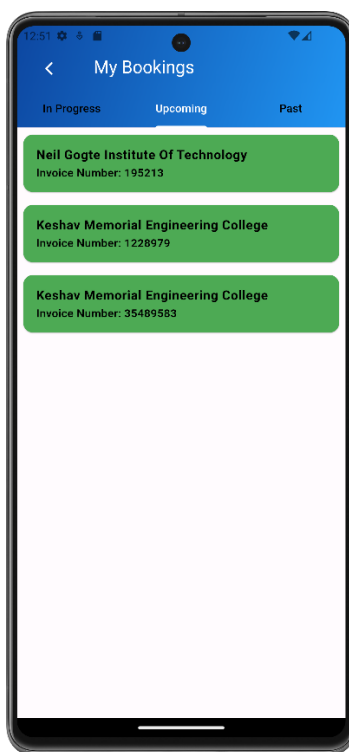 12:51
My Bookings
In Progress Upcoming Past
Neil Gogte Institute Of Technology
Invoice Number: 195213
Keshav Memorial Engineering College
Invoice Number: 1228979
Keshav Memorial Engineering College
Invoice Number: 35489583